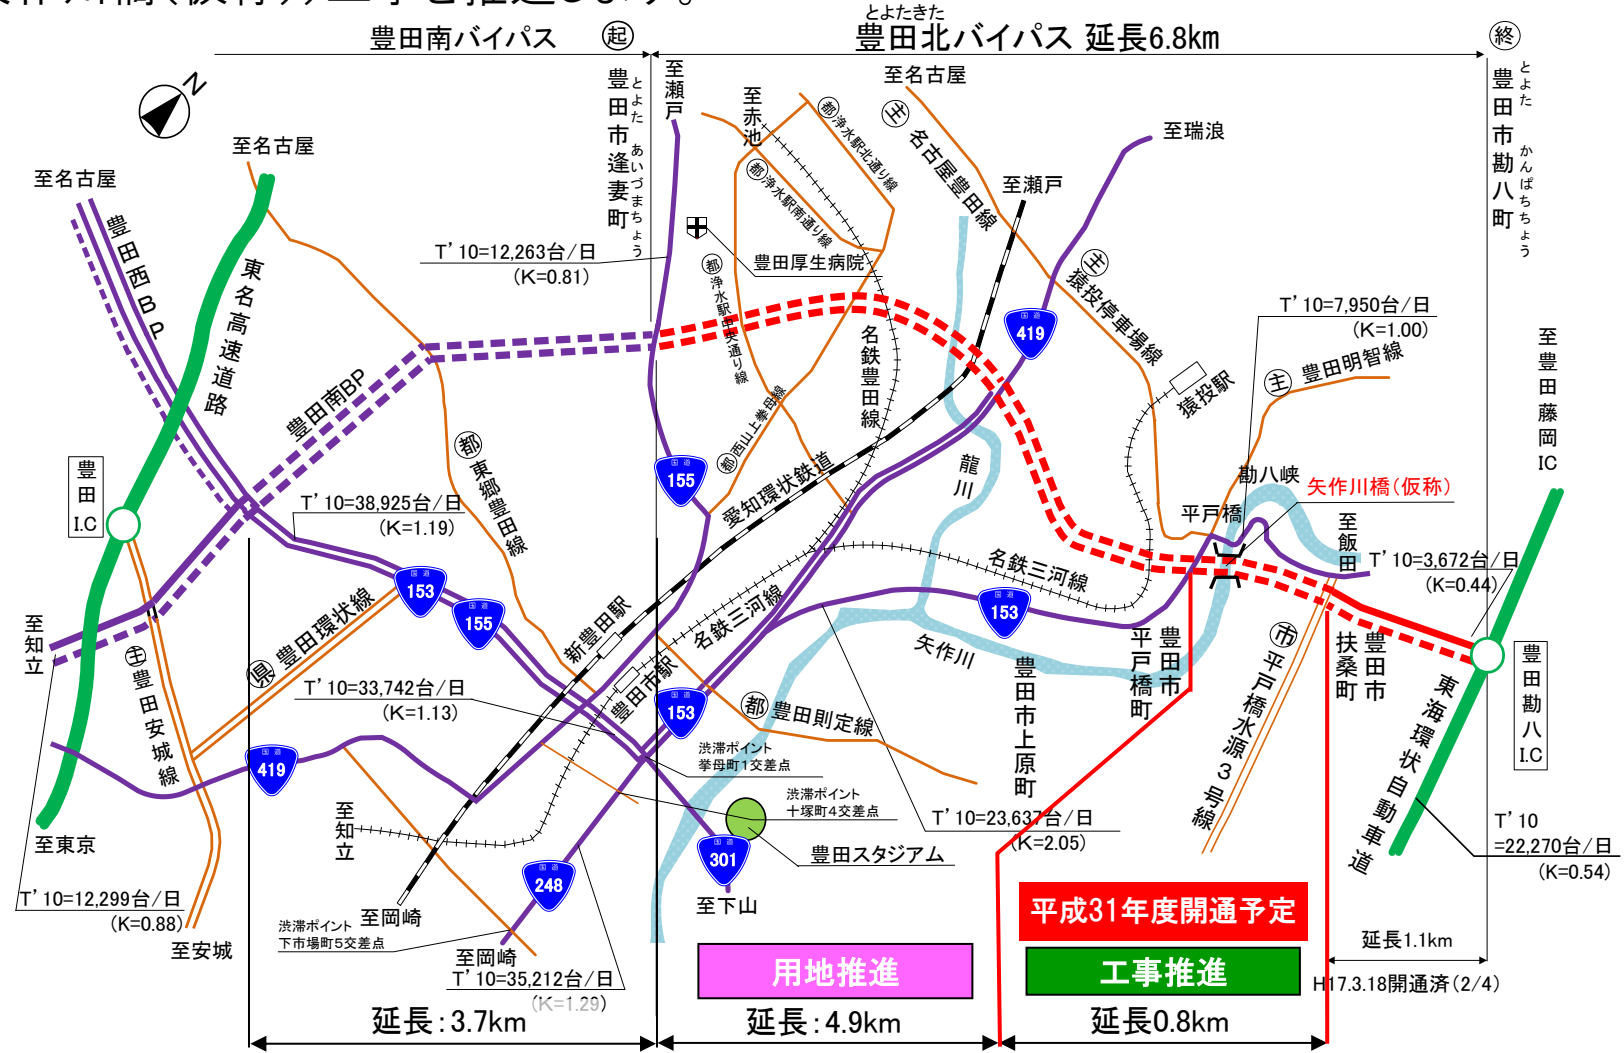 豊田南バイパス
起
とよたきた
豊田北バイパス 延長6.8km
終
N
至名古屋
至名古屋
豊田西BP
東名高速道路
豊田南BP
豊田I.C
至知立
至東京
豊田市逢妻町
とよた あいづまちょう
至瀬戸
至赤池
都 浄水駅北通り線
都 浄水駅南通り線
都 浄水駅中央通り線
豊田厚生病院
至名古屋
主 名古屋豊田線
至瀬戸
至瑞浪
主 猿投停車場線
豊田市勘八町
とよた かんぱちちょう
T'10=12,263台/日
(K=0.81)
T'10=7,950台/日
(K=1.00)
主 豊田明智線
至豊田藤岡IC
国道 419
名鉄豊田線
猿投駅
都 西山上拳母線
国道 155
愛知環状鉄道
都 東郷豊田線
龍川
勘八峡
矢作川橋(仮称)
平戸橋
至飯田
T'10=38,925台/日
(K=1.19)
T'10=3,672台/日
(K=0.44)
国道 153
国道 155
県 豊田環状線
新豊田駅
名鉄三河線
名鉄三河線
国道 153
矢作川
主 豊田安城線
豊田市駅
国道 153
T'10=33,742台/日
(K=1.13)
都 豊田則定線
豊田市上原町
豊田市平戸橋町
市 平戸橋水源3号線
豊田市扶桑町
豊田勘八I.C
東海環状自動車道
国道 419
渋滞ポイント
挙母町1交差点
渋滞ポイント
十塚町4交差点
至知立
T'10=23,637台/日
(K=2.05)
T'10
=22,270台/日
(K=0.54)
豊田スタジアム
国道 301
国道 248
T'10=12,299台/日
(K=0.88)
至安城
渋滞ポイント
下市場町5交差点
至岡崎
至岡崎
至下山
T'10=35,212台/日
(K=1.29)
平成31年度開通予定
用地推進
工事推進
延長1.1km
H17.3.18開通済(2/4)
延長:3.7km
延長:4.9km
延長0.8km